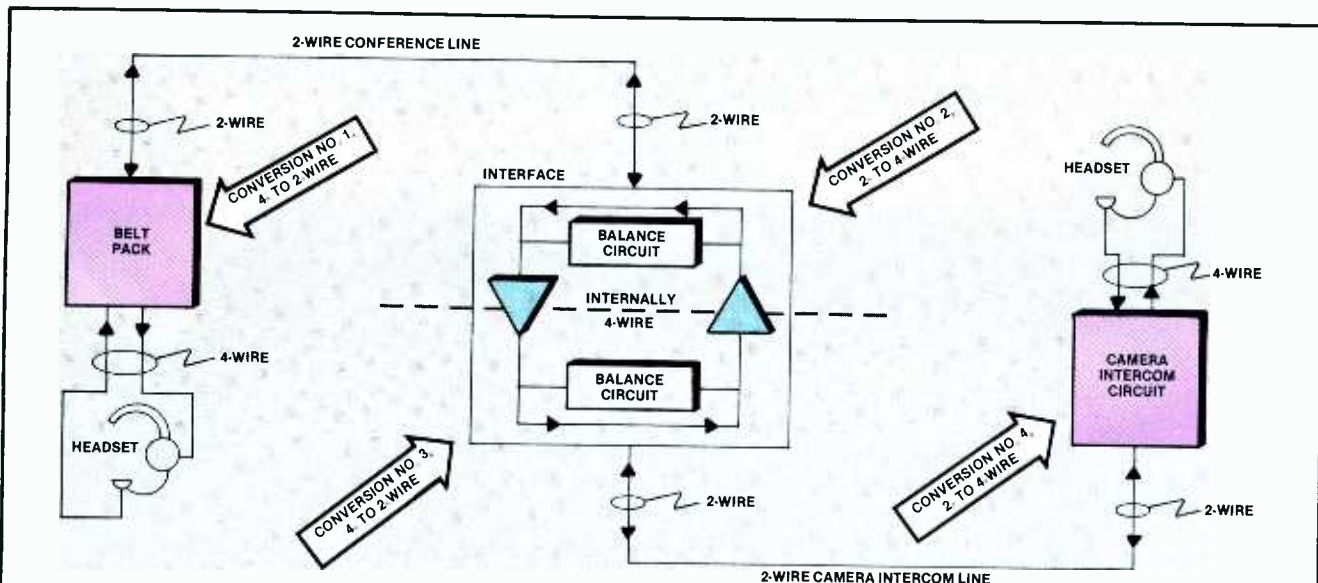 2-WIRE CONFERENCE LINE
2-WIRE
CONVERSION NO. 1,
4- TO 2-WIRE
2-WIRE
CONVERSION NO. 2,
2- TO 4-WIRE
HEADSET
INTERFACE
BELT
PACK
BALANCE
CIRCUIT
4-WIRE
INTERNALLY
4-WIRE
4-WIRE
BALANCE
CIRCUIT
CAMERA
INTERCOM
CIRCUIT
HEADSET
CONVERSION NO. 3,
4- TO 2-WIRE
2-WIRE
CONVERSION NO. 4,
2- TO 4-WIRE
2-WIRE
2-WIRE CAMERA INTERCOM LINE